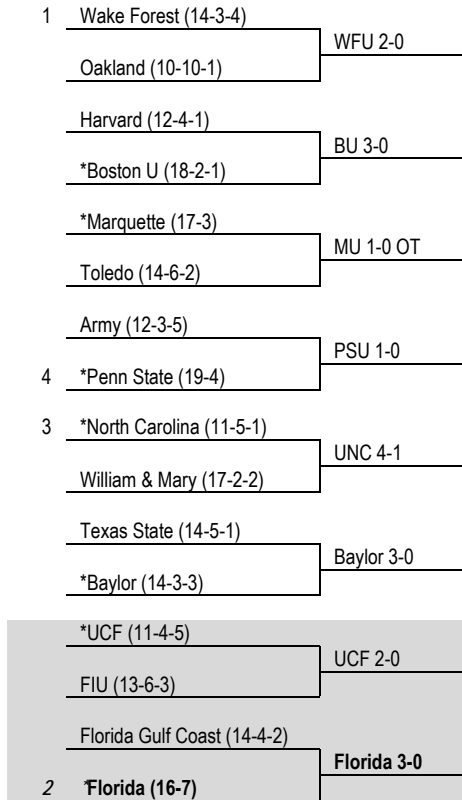 1 Wake Forest (14-3-4)
WFU 2-0
Oakland (10-10-1)
Harvard (12-4-1)
BU 3-0
*Boston U (18-2-1)
*Marquette (17-3)
MU 1-0 OT
Toledo (14-6-2)
Army (12-3-5)
PSU 1-0
4 *Penn State (19-4)
3 *North Carolina (11-5-1)
UNC 4-1
William & Mary (17-2-2)
Texas State (14-5-1)
Baylor 3-0
*Baylor (14-3-3)
*UCF (11-4-5)
UCF 2-0
FIU (13-6-3)
Florida Gulf Coast (14-4-2)
Florida 3-0
2 *Florida (16-7)